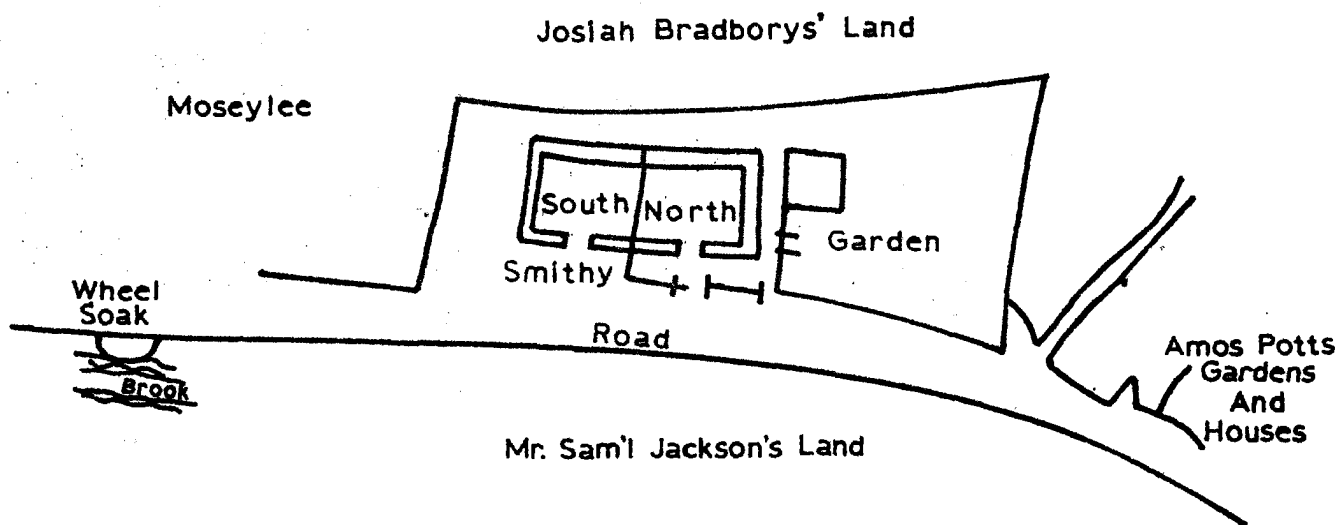 Josiah Bradborys' Land
Moseylee
South North
Garden
Smithy
Wheel
Soak
Road
Brook
Amos Potts
Gardens
And
Houses
Mr. Sam'l Jackson's Land